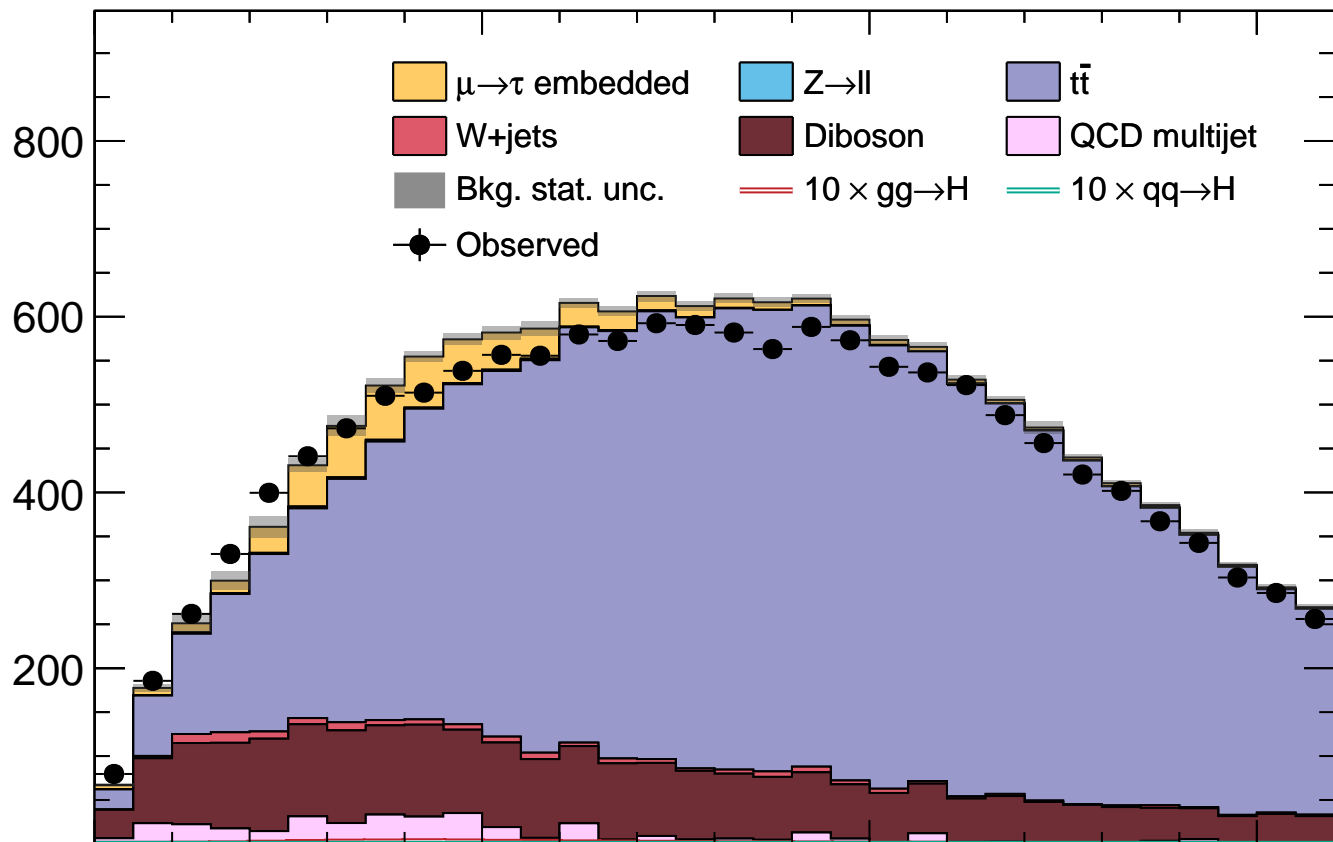 μ→τ embedded Z→ll tt̄
W+jets Diboson QCD multijet
Bkg. stat. unc. 10 × gg→H 10 × qq→H
Observed
800
600
400
200